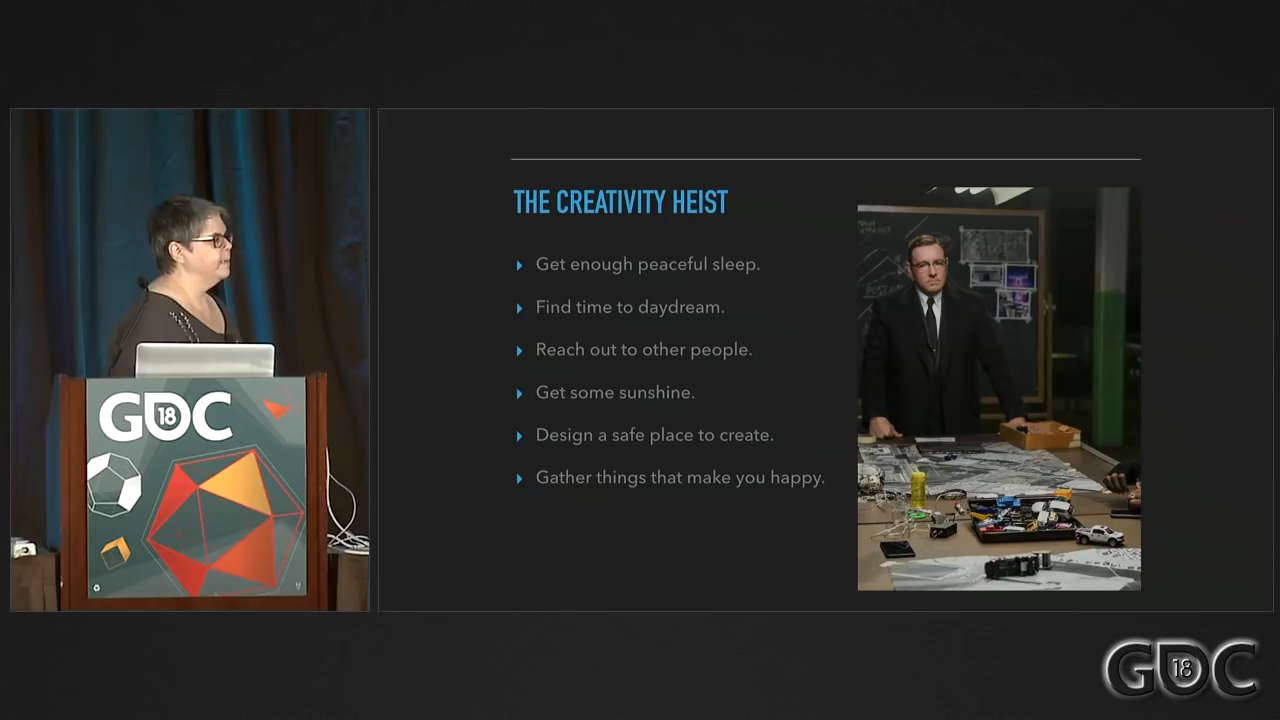 THE CREATIVITY HEIST
Get enough peaceful sleep.
Find time to daydream.
Reach out to other people.
Get some sunshine.
Design a safe place to create.
Gather things that make you happy.
GDC
18
GDC
18